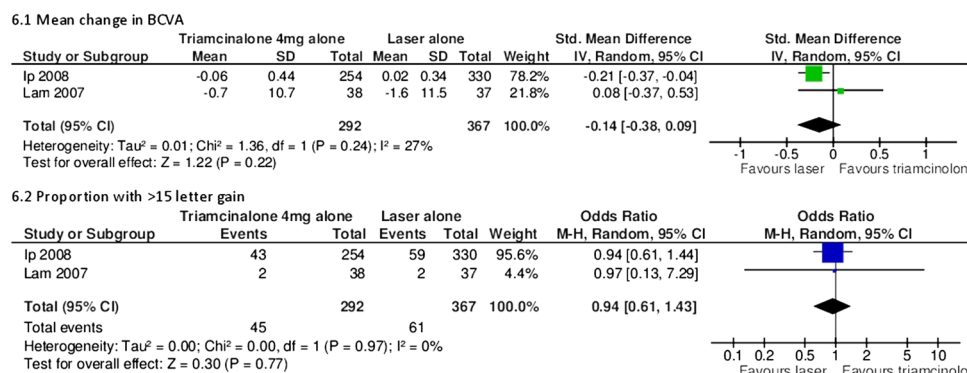 6.1 Mean change in BCVA
Triamcinalone 4mg alone Laser alone Std. Mean Difference Std. Mean Difference
Study or Subgroup Mean SD Total Mean SD Total Weight IV, Random, 95% CI IV, Random, 95% CI
Ip 2008 -0.06 0.44 254 0.02 0.34 330 78.2% -0.21 [-0.37, -0.04]
Lam 2007 -0.7 10.7 38 -1.6 11.5 37 21.8% 0.08 [-0.37, 0.53]
Total (95% CI) 292 367 100.0% -0.14 [-0.38, 0.09]
Heterogeneity: Tau² = 0.01; Chi² = 1.36, df = 1 (P = 0.24); I² = 27%
Test for overall effect: Z = 1.22 (P = 0.22)
-1 -0.5 0 0.5 1
Favours laser Favours triamcinolon
6.2 Proportion with >15 letter gain
Triamcinalone 4mg alone Laser alone Odds Ratio Odds Ratio
Study or Subgroup Events Total Events Total Weight M-H, Random, 95% CI M-H, Random, 95% CI
Ip 2008 43 254 59 330 95.6% 0.94 [0.61, 1.44]
Lam 2007 2 38 2 37 4.4% 0.97 [0.13, 7.29]
Total (95% CI) 292 367 100.0% 0.94 [0.61, 1.43]
Total events 45 61
Heterogeneity: Tau² = 0.00; Chi² = 0.00, df = 1 (P = 0.97); I² = 0%
Test for overall effect: Z = 0.30 (P = 0.77)
0.1 0.2 0.5 1 2 5 10
Favours laser Favours triamcinolon